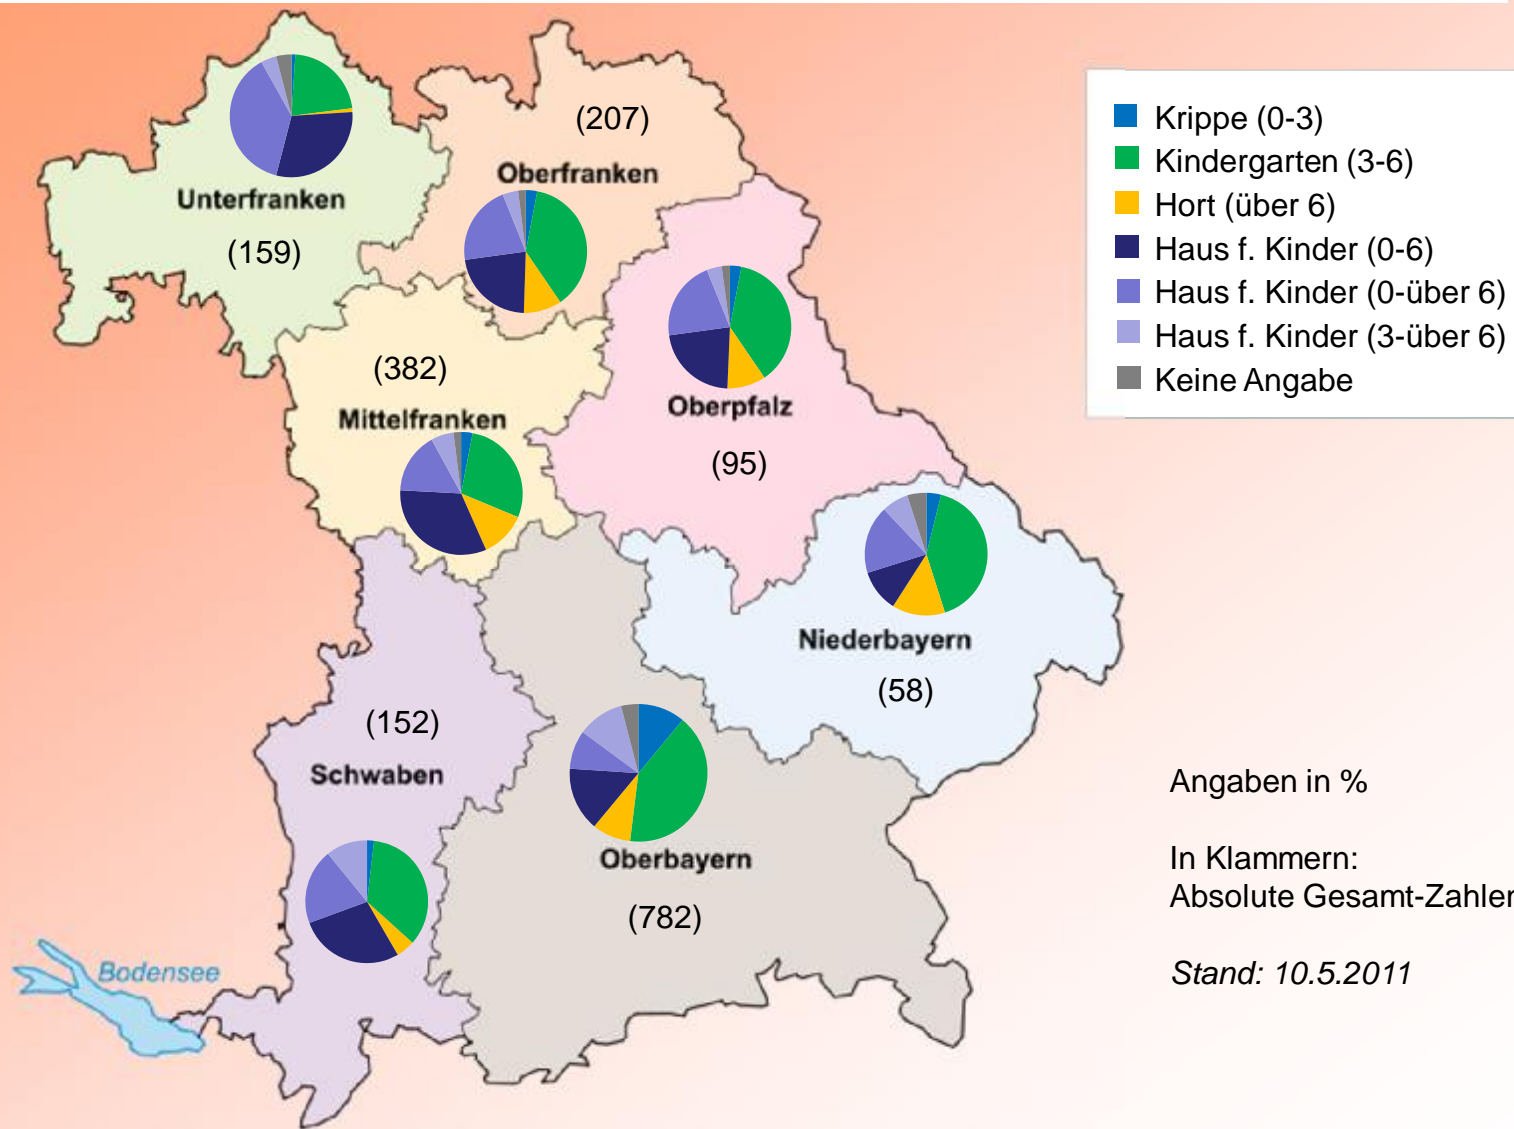 (207)
Oberfranken
Unterfranken
(159)
(382)
Mittelfranken
Oberpfalz
(95)
Niederbayern
(58)
(152)
Schwaben
Oberbayern
(782)
Bodensee
Krippe (0-3)
Kindergarten (3-6)
Hort (über 6)
Haus f. Kinder (0-6)
Haus f. Kinder (0-über 6)
Haus f. Kinder (3-über 6)
Keine Angabe
Angaben in %
In Klammern:
Absolute Gesamt-Zahlen
Stand: 10.5.2011